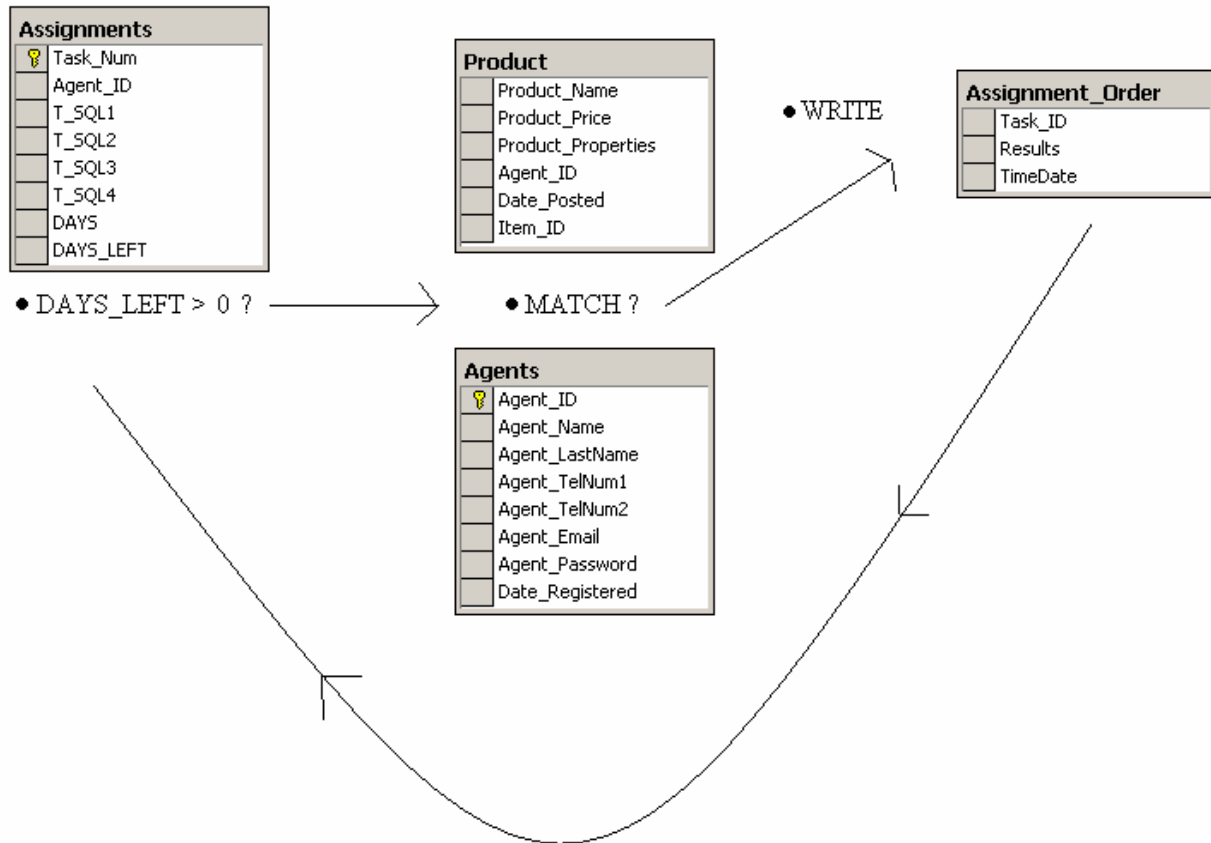 Assignments
Task_Num
Agent_ID
T_SQL1
T_SQL2
T_SQL3
T_SQL4
DAYS
DAYS_LEFT
• DAYS_LEFT > 0 ?
Product
Product_Name
Product_Price
Product_Properties
Agent_ID
Date_Posted
Item_ID
• MATCH ?
Agents
Agent_ID
Agent_Name
Agent_LastName
Agent_TelNum1
Agent_TelNum2
Agent_Email
Agent_Password
Date_Registered
• WRITE
Assignment_Order
Task_ID
Results
TimeDate